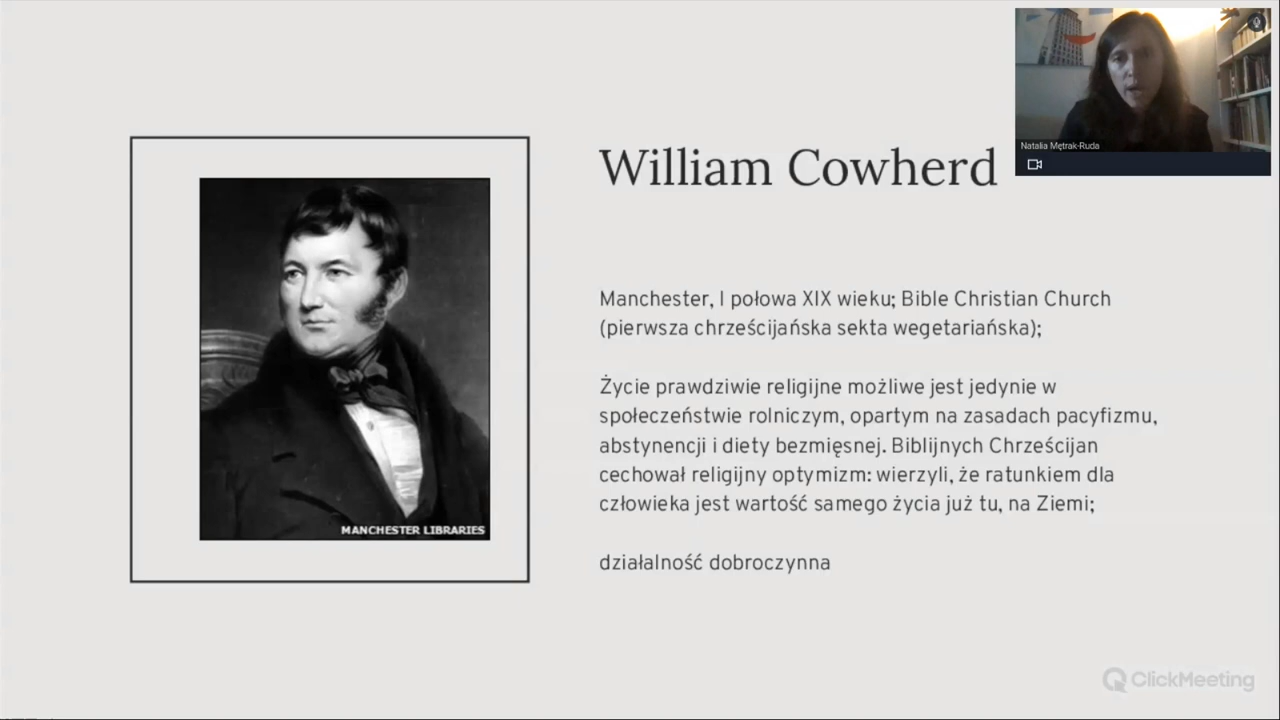 William Cowherd
Natalia Mętrak-Ruda
Manchester, I połowa XIX wieku; Bible Christian Church
(pierwsza chrześcijańska sekta wegetariańska);
Życie prawdziwie religijne możliwe jest jedynie w
społeczeństwie rolniczym, opartym na zasadach pacyfizmu,
abstynencji i diety bezmięsnej. Biblijnych Chrześcijan
cechował religijny optymizm: wierzyli, że ratunkiem dla
człowieka jest wartość samego życia już tu, na Ziemi;
działalność dobroczynna
MANCHESTER LIBRARIES
ClickMeeting